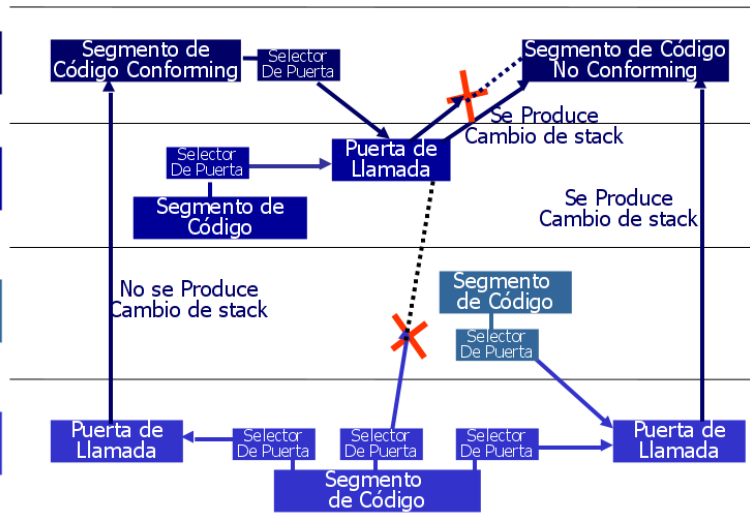 Segmento de
Código Conforming
Selector
De Puerta
Segmento de Código
No Conforming
Se Produce
Cambio de stack
Puerta de
Llamada
Selector
De Puerta
Segmento de
Código
Se Produce
Cambio de stack
No se Produce
Cambio de stack
Segmento
de Código
Selector
De Puerta
Puerta de
Llamada
Selector
De Puerta
Selector
De Puerta
Selector
De Puerta
Puerta de
Llamada
Segmento
de Código